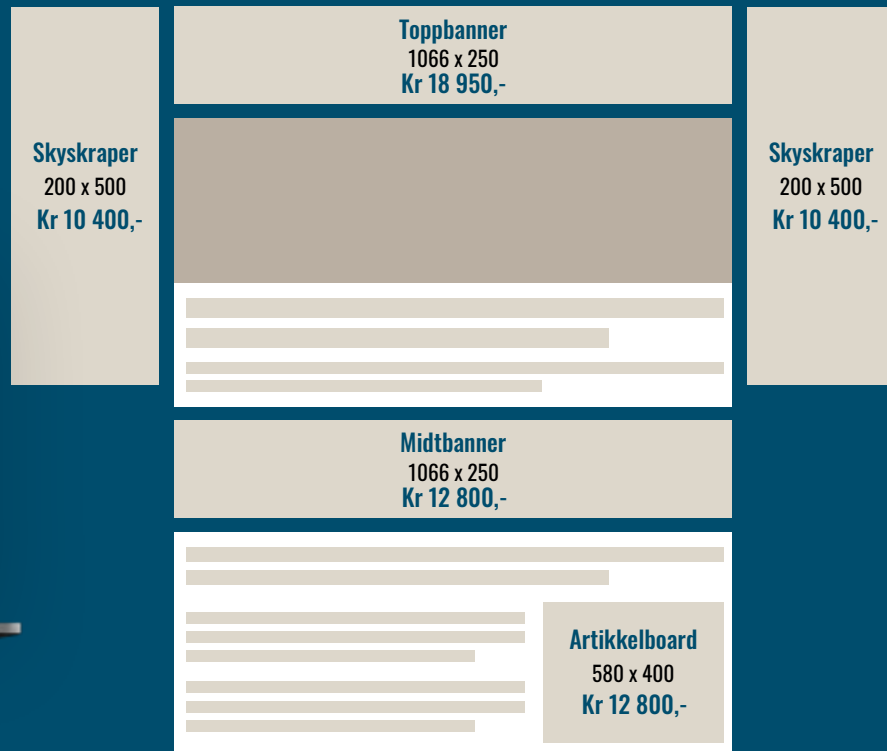 Toppbanner
1066 x 250
Kr 18 950,-
Skyskraper
200 x 500
Kr 10 400,-
Skyskraper
200 x 500
Kr 10 400,-
Midtbanner
1066 x 250
Kr 12 800,-
Artikkelboard
580 x 400
Kr 12 800,-